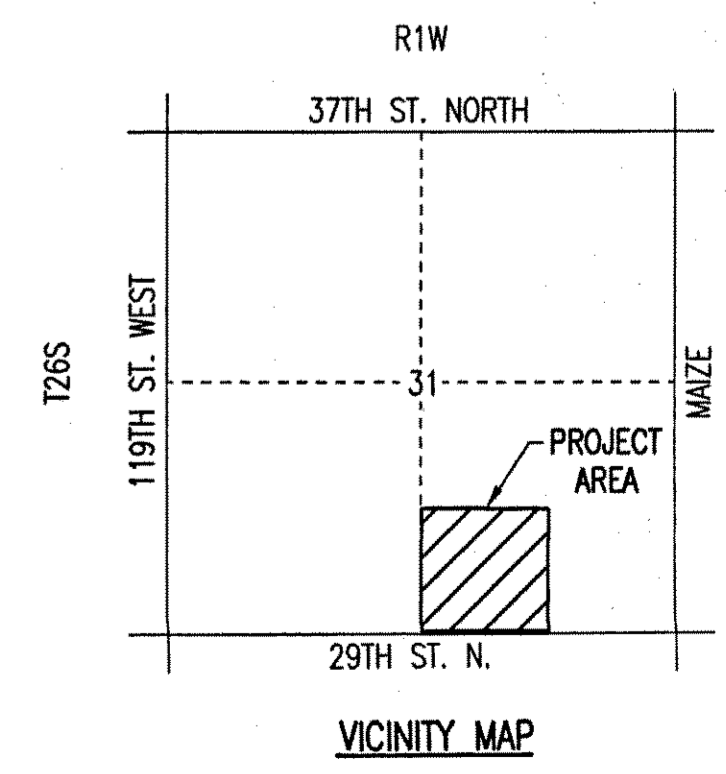 R1W
37TH ST. NORTH
T26S
119TH ST. WEST
31
MAIZE
PROJECT
AREA
29TH ST. N.
VICINITY MAP